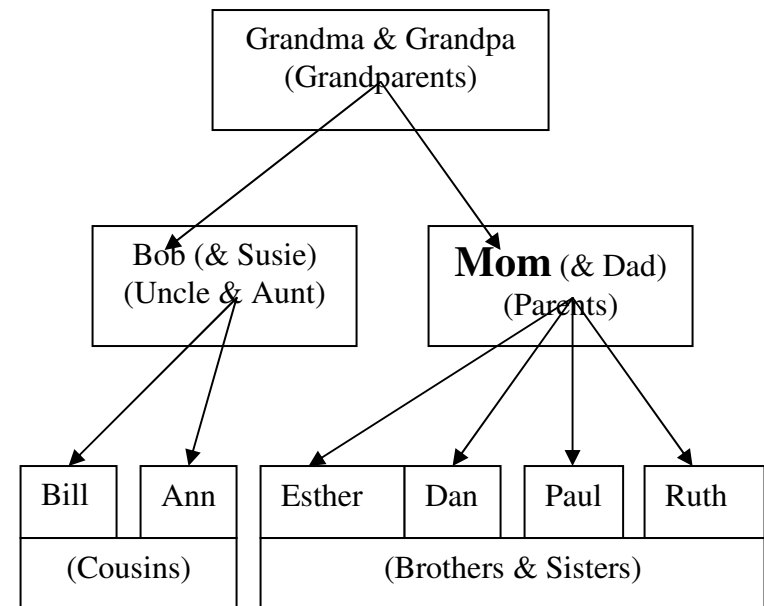 Grandma & Grandpa
(Grandparents)
Bob (& Susie)
(Uncle & Aunt)
Mom (& Dad)
(Parents)
Bill
Ann
Esther
Dan
Paul
Ruth
(Cousins)
(Brothers & Sisters)